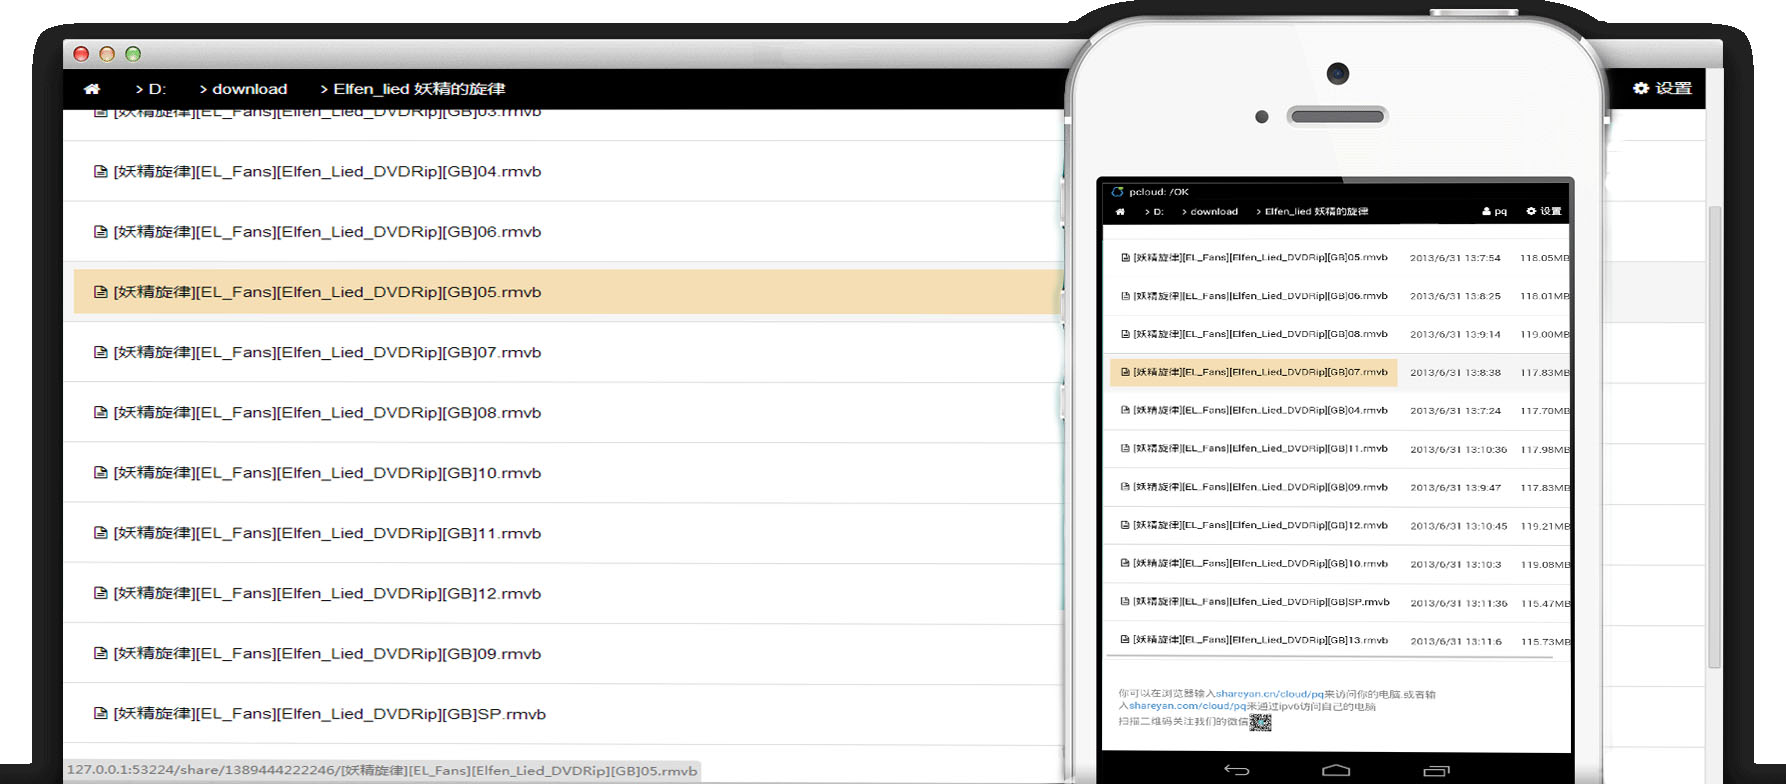 > D: > download > Elfen_lied 妖精的旋律 设置
[妖精旋律][EL_Fans][Elfen_Lied_DVDRip][GB]03.rmvb
[妖精旋律][EL_Fans][Elfen_Lied_DVDRip][GB]04.rmvb
[妖精旋律][EL_Fans][Elfen_Lied_DVDRip][GB]06.rmvb
[妖精旋律][EL_Fans][Elfen_Lied_DVDRip][GB]05.rmvb
[妖精旋律][EL_Fans][Elfen_Lied_DVDRip][GB]07.rmvb
[妖精旋律][EL_Fans][Elfen_Lied_DVDRip][GB]08.rmvb
[妖精旋律][EL_Fans][Elfen_Lied_DVDRip][GB]10.rmvb
[妖精旋律][EL_Fans][Elfen_Lied_DVDRip][GB]11.rmvb
[妖精旋律][EL_Fans][Elfen_Lied_DVDRip][GB]12.rmvb
[妖精旋律][EL_Fans][Elfen_Lied_DVDRip][GB]09.rmvb
[妖精旋律][EL_Fans][Elfen_Lied_DVDRip][GB]SP.rmvb
127.0.0.1:53224/share/1389444222246/[妖精旋律][EL_Fans][Elfen_Lied_DVDRip][GB]05.rmvb
pcloud: /OK
> D: > download > Elfen_lied 妖精的旋律 pq 设置
[妖精旋律][EL_Fans][Elfen_Lied_DVDRip][GB]05.rmvb 2013/6/31 13:7:54 118.05MB
[妖精旋律][EL_Fans][Elfen_Lied_DVDRip][GB]06.rmvb 2013/6/31 13:8:25 118.01MB
[妖精旋律][EL_Fans][Elfen_Lied_DVDRip][GB]08.rmvb 2013/6/31 13:9:14 119.00MB
[妖精旋律][EL_Fans][Elfen_Lied_DVDRip][GB]07.rmvb 2013/6/31 13:8:38 117.83MB
[妖精旋律][EL_Fans][Elfen_Lied_DVDRip][GB]04.rmvb 2013/6/31 13:7:24 117.70MB
[妖精旋律][EL_Fans][Elfen_Lied_DVDRip][GB]11.rmvb 2013/6/31 13:10:36 117.98MB
[妖精旋律][EL_Fans][Elfen_Lied_DVDRip][GB]09.rmvb 2013/6/31 13:9:47 117.83MB
[妖精旋律][EL_Fans][Elfen_Lied_DVDRip][GB]12.rmvb 2013/6/31 13:10:45 119.21MB
[妖精旋律][EL_Fans][Elfen_Lied_DVDRip][GB]10.rmvb 2013/6/31 13:10:3 119.08MB
[妖精旋律][EL_Fans][Elfen_Lied_DVDRip][GB]SP.rmvb 2013/6/31 13:11:36 115.47MB
[妖精旋律][EL_Fans][Elfen_Lied_DVDRip][GB]13.rmvb 2013/6/31 13:11:6 115.73MB
你可以在浏览器输入shareyan.cn/cloud/pq来访问你的电脑,或者输
入shareyan.com/cloud/pq来通过ipv6访问自己的电脑
扫描二维码关注我们的微信